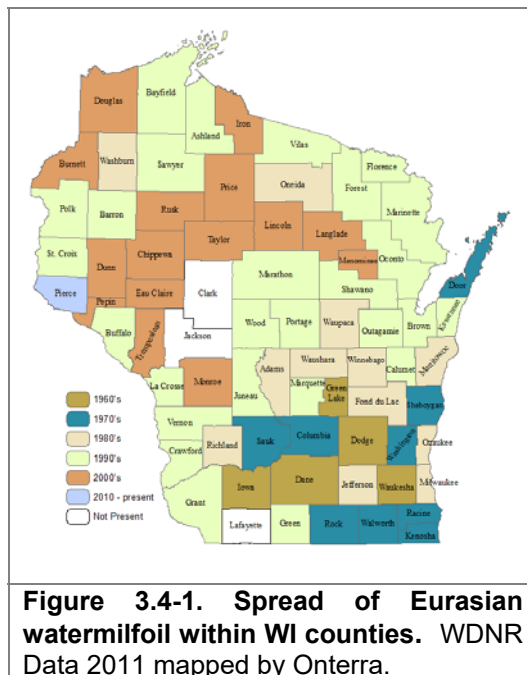 Douglas
Bayfield
Ashland
Iron
Vilas
Burnett
Washburn
Sawyer
Price
Oneida
Florence
Forest
Marinette
Polk
Barron
Rusk
Lincoln
Langlade
Taylor
Menominee
Oconto
St. Croix
Dunn
Chippewa
Marathon
Shawano
Door
Pierce
Pepin
Eau Claire
Clark
Buffalo
Trempealeau
Jackson
Wood
Portage
Waupaca
Outagamie
Brown
Kewaunee
La Crosse
Monroe
Juneau
Adams
Waushara
Marquette
Green
Lake
Winnebago
Calumet
Manitowoc
Fond du Lac
Sheboygan
Vernon
Crawford
Richland
Sauk
Columbia
Dodge
Washington
Ozaukee
Grant
Iowa
Dane
Jefferson
Waukesha
Milwaukee
Lafayette
Green
Rock
Walworth
Racine
Kenosha
1960's
1970's
1980's
1990's
2000's
2010 - present
Not Present
Figure 3.4-1. Spread of Eurasian
watermilfoil within WI counties. WDNR
Data 2011 mapped by Onterra.